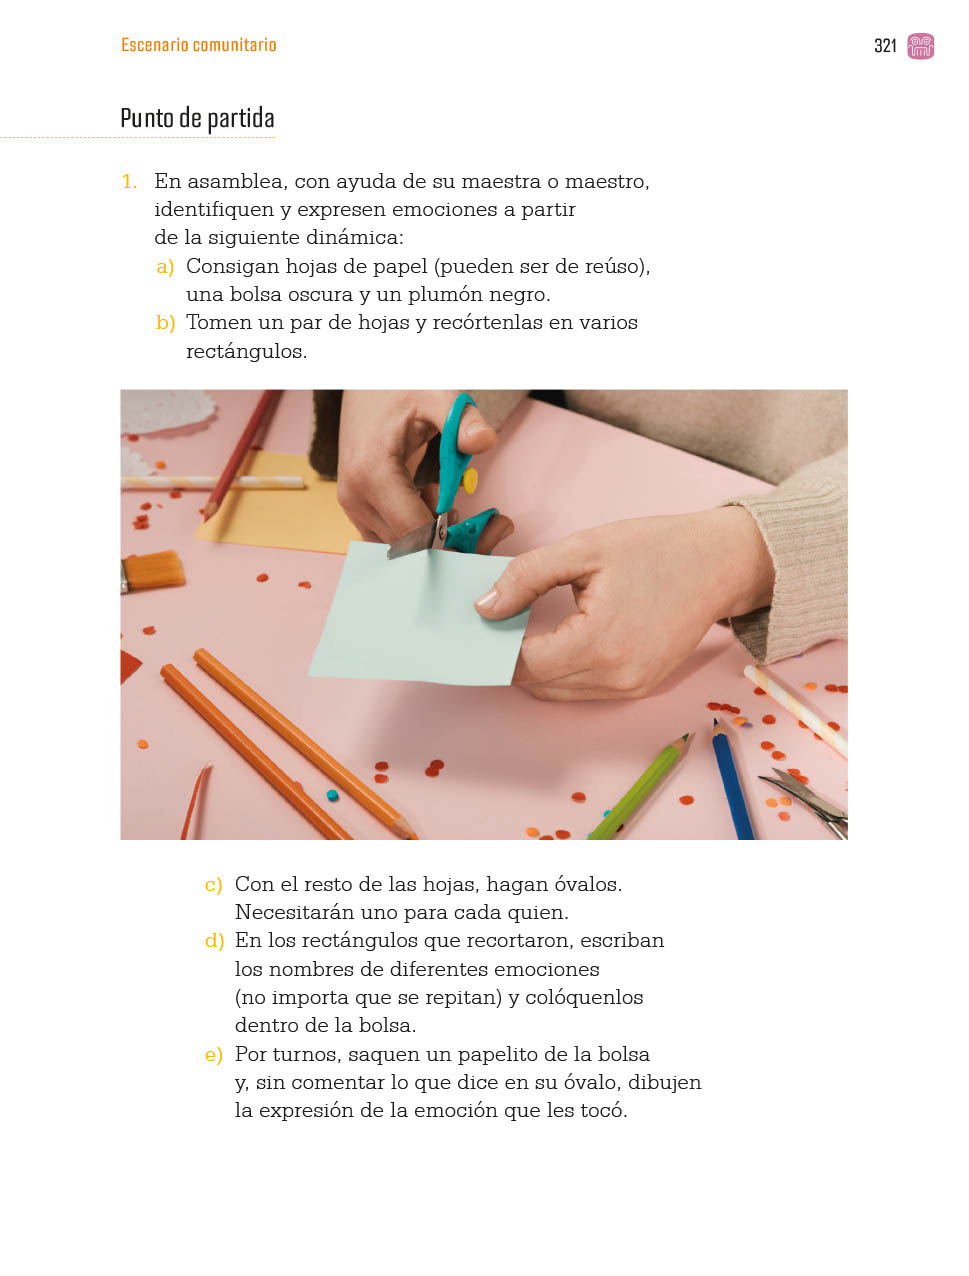 Escenario comunitario
321
Punto de partida
1. En asamblea, con ayuda de su maestra o maestro,
identifiquen y expresen emociones a partir
de la siguiente dinámica:
a) Consigan hojas de papel (pueden ser de reúso),
una bolsa oscura y un plumón negro.
b) Tomen un par de hojas y recórtenlas en varios
rectángulos.
c) Con el resto de las hojas, hagan óvalos.
Necesitarán uno para cada quien.
d) En los rectángulos que recortaron, escriban
los nombres de diferentes emociones
(no importa que se repitan) y colóquenlos
dentro de la bolsa.
e) Por turnos, saquen un papelito de la bolsa
y, sin comentar lo que dice en su óvalo, dibujen
la expresión de la emoción que les tocó.